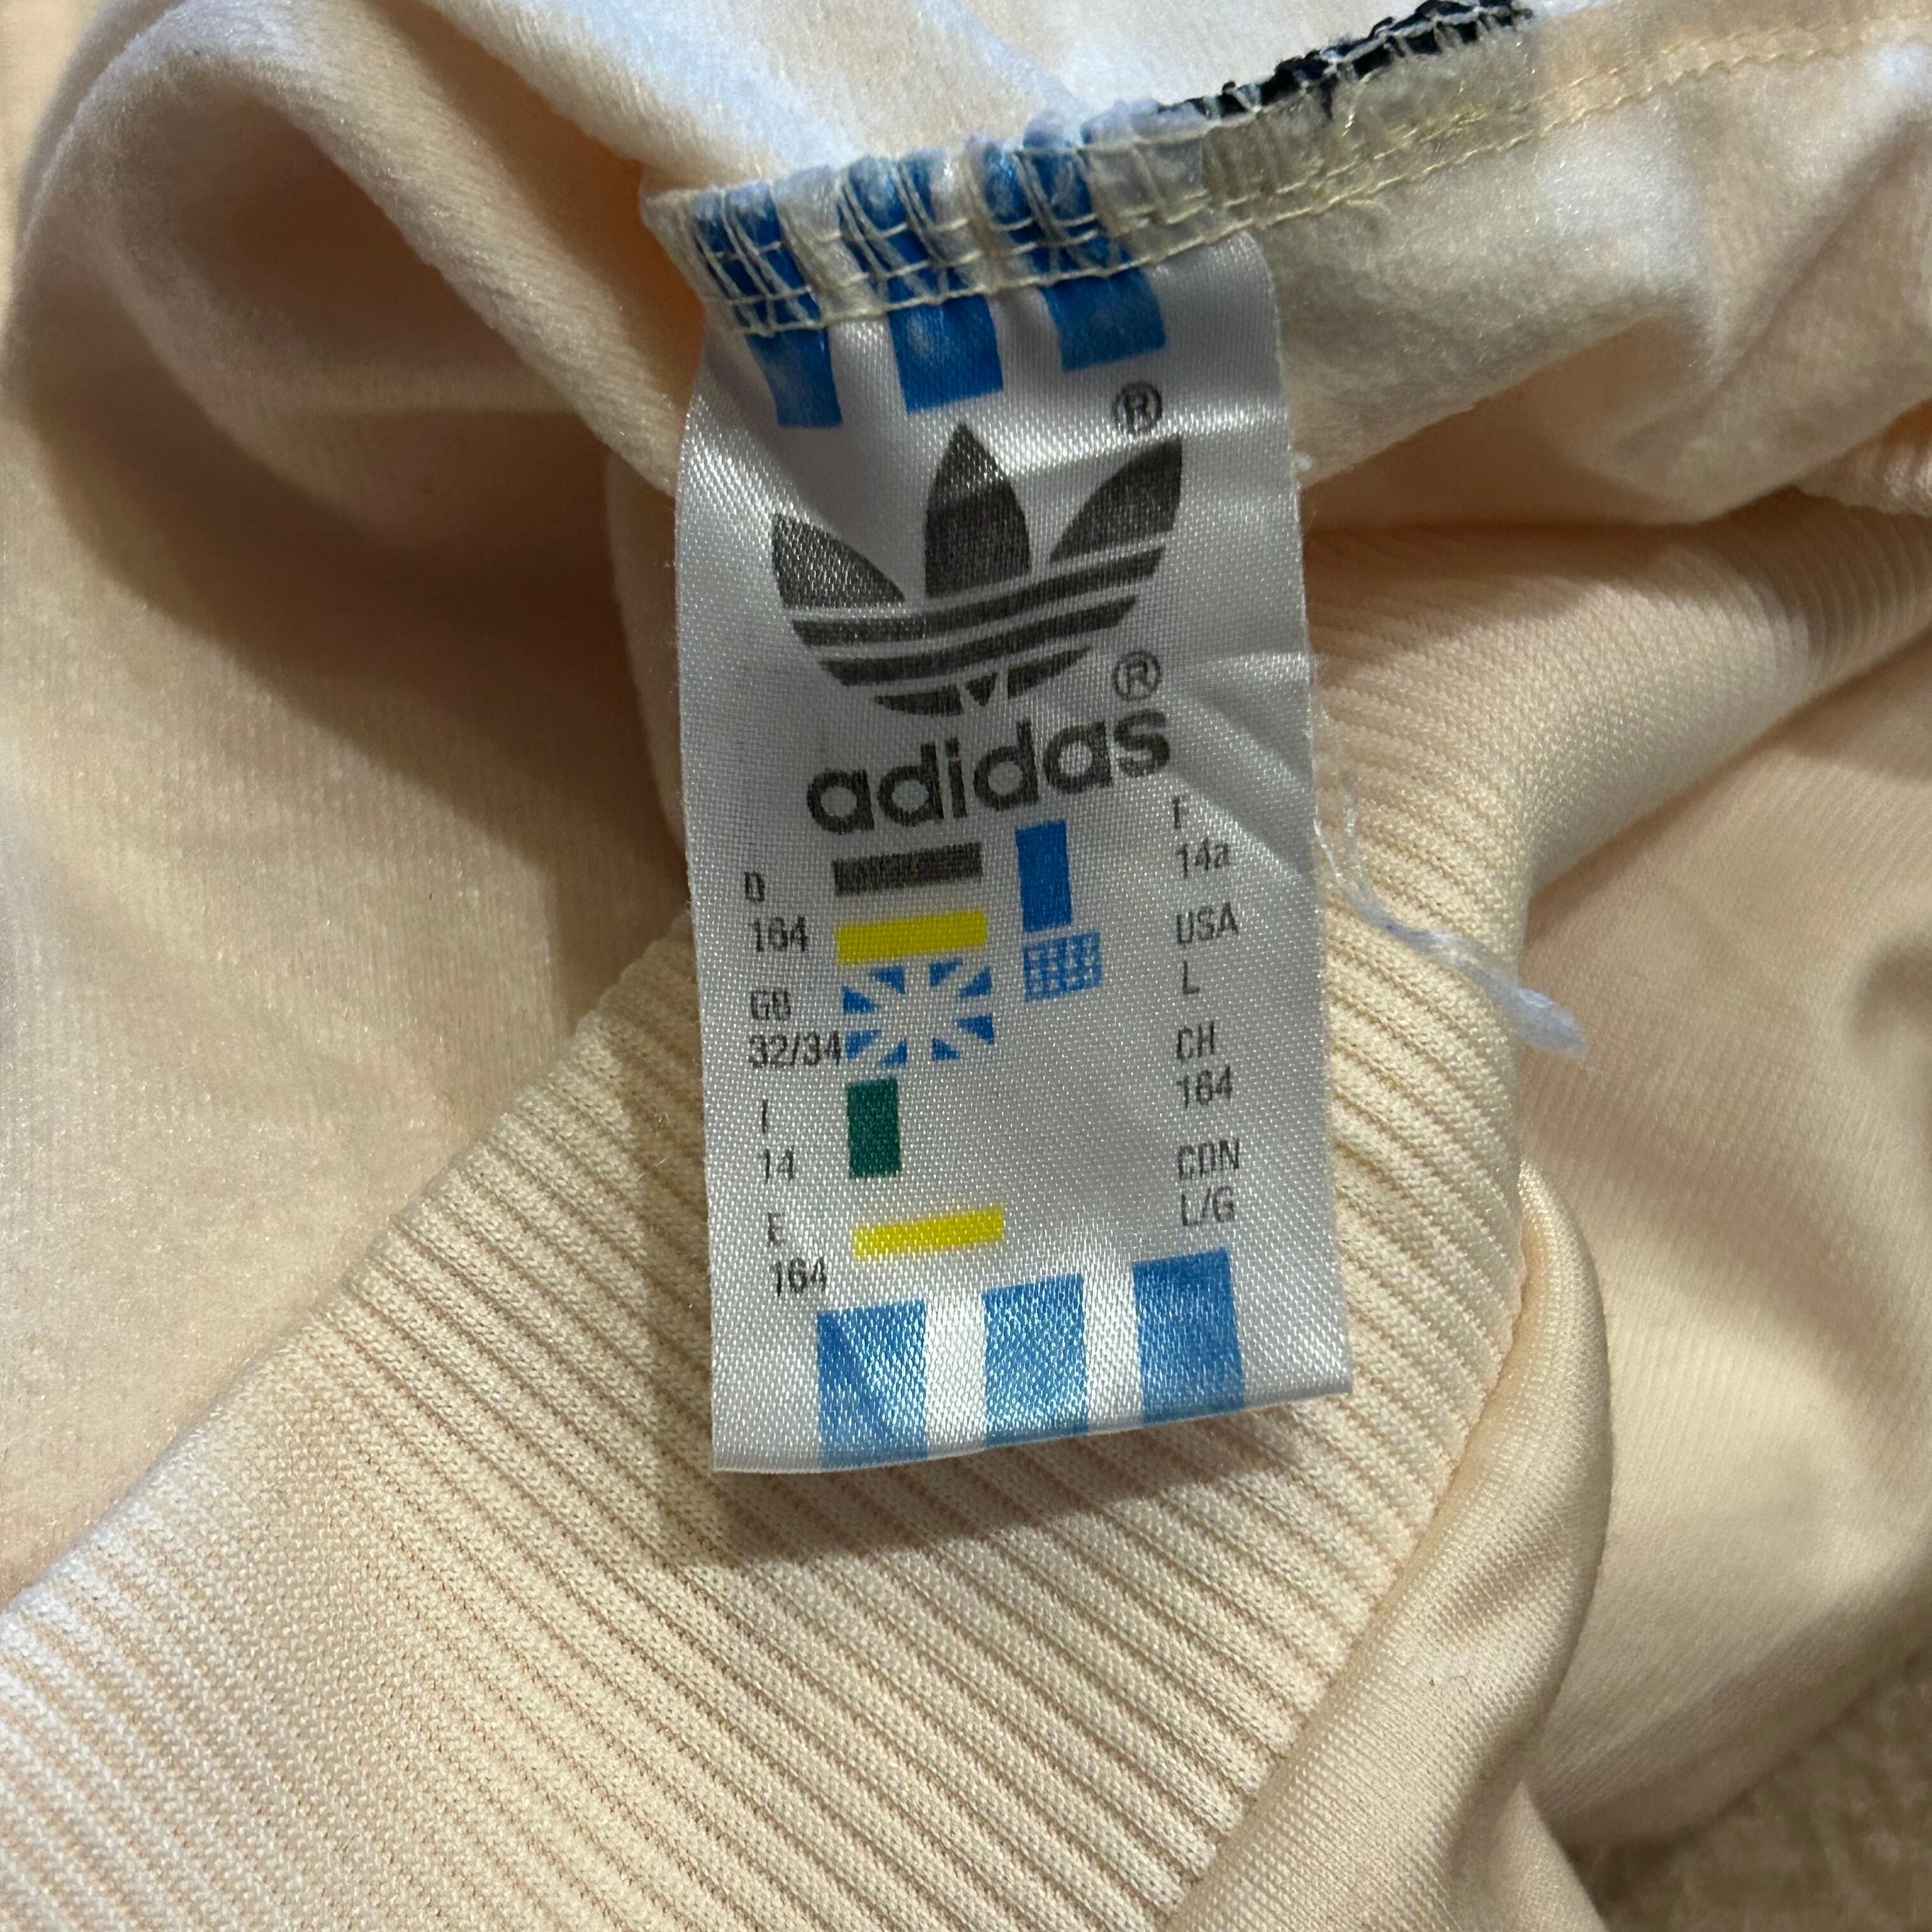 ®
®
adidas
D
164
GB
32/34
I
14
E
164
F
14a
USA
L
CH
164
CDN
L/G